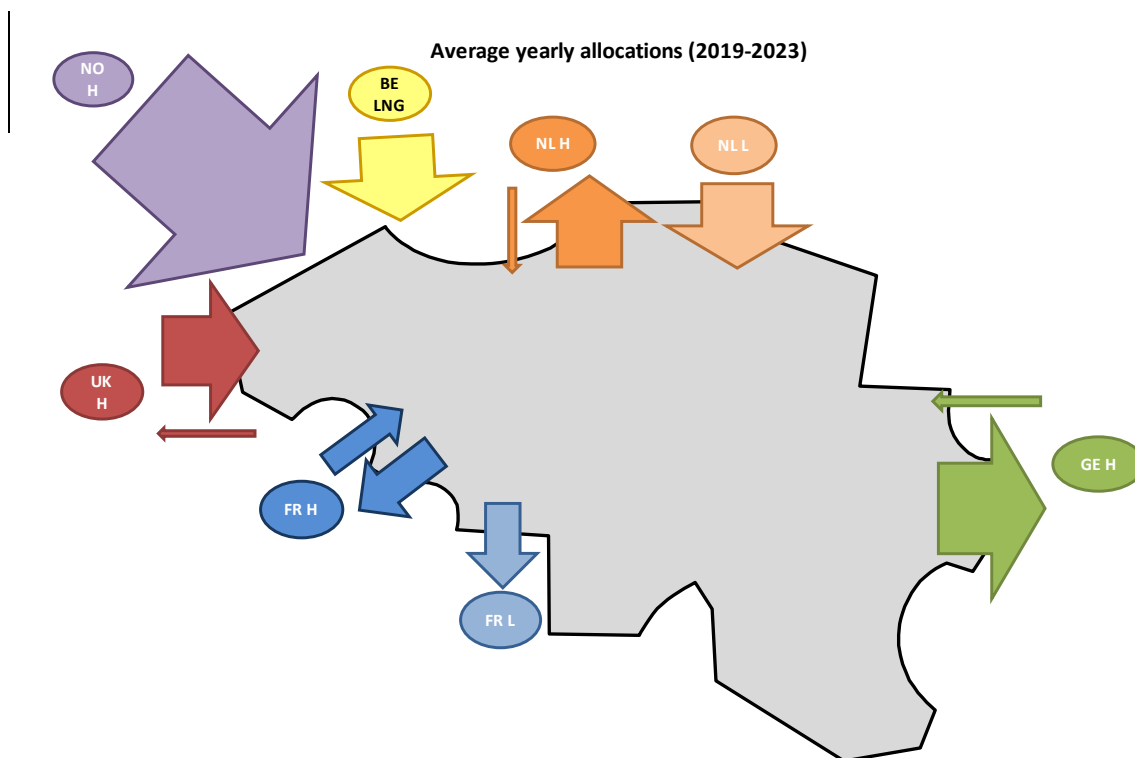 Average yearly allocations (2019-2023)
NO
H
BE
LNG
NL H
NL L
UK
H
FR H
GE H
FR L